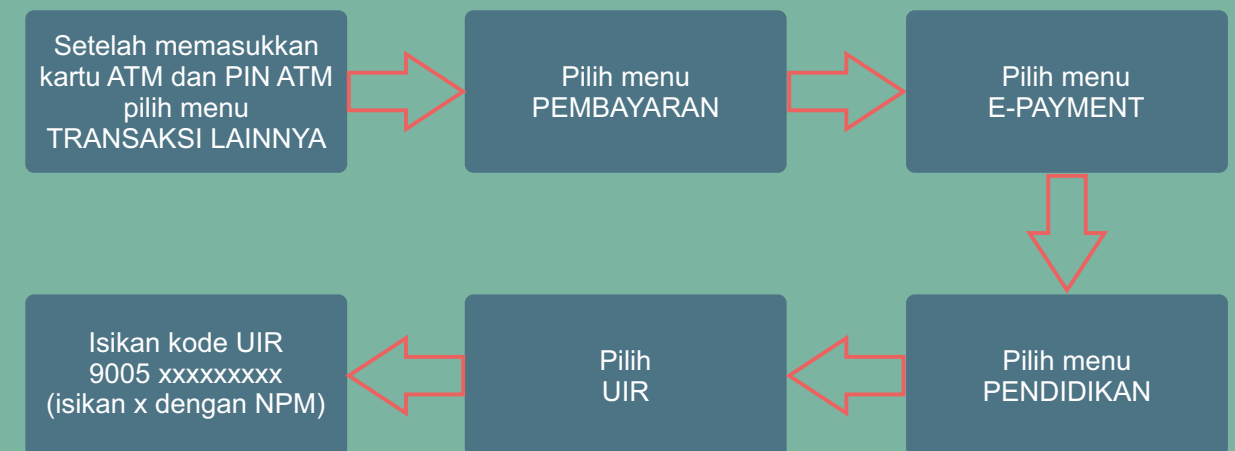 Setelah memasukkan
kartu ATM dan PIN ATM
pilih menu
TRANSAKSI LAINNYA
Pilih menu
PEMBAYARAN
Pilih menu
E-PAYMENT
Pilih menu
PENDIDIKAN
Pilih
UIR
Isikan kode UIR
9005 xxxxxxxxx
(isikan x dengan NPM)